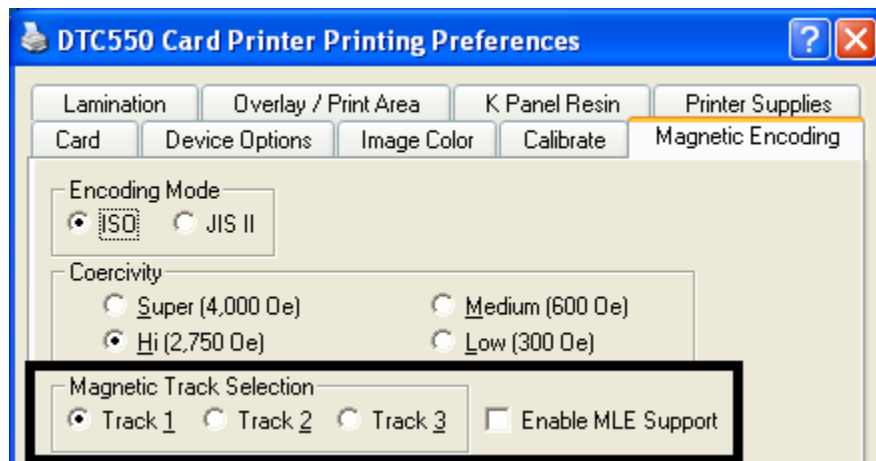 DTC550 Card Printer Printing Preferences
Lamination Overlay / Print Area K Panel Resin Printer Supplies
Card Device Options Image Color Calibrate Magnetic Encoding
Encoding Mode
ISO JIS II
Coercivity
Super (4,000 Oe) Medium (600 Oe)
Hi (2,750 Oe) Low (300 Oe)
Magnetic Track Selection
Track 1 Track 2 Track 3 Enable MLE Support